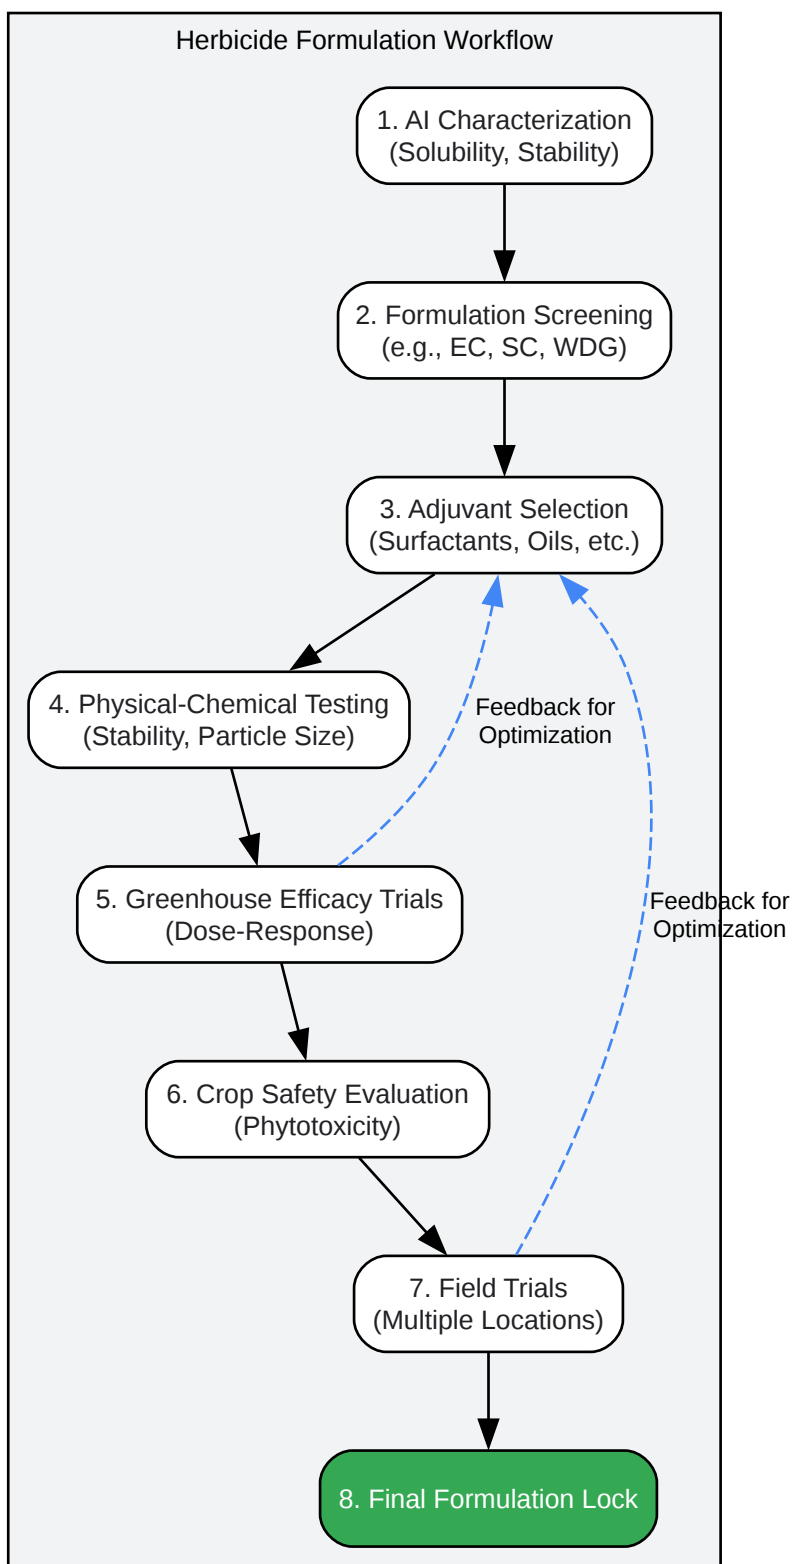 Herbicide Formulation Workflow
1. AI Characterization
(Solubility, Stability)
2. Formulation Screening
(e.g., EC, SC, WDG)
3. Adjuvant Selection
(Surfactants, Oils, etc.)
4. Physical-Chemical Testing
(Stability, Particle Size)
Feedback for
Optimization
5. Greenhouse Efficacy Trials
(Dose-Response)
Feedback for
Optimization
6. Crop Safety Evaluation
(Phytotoxicity)
7. Field Trials
(Multiple Locations)
8. Final Formulation Lock